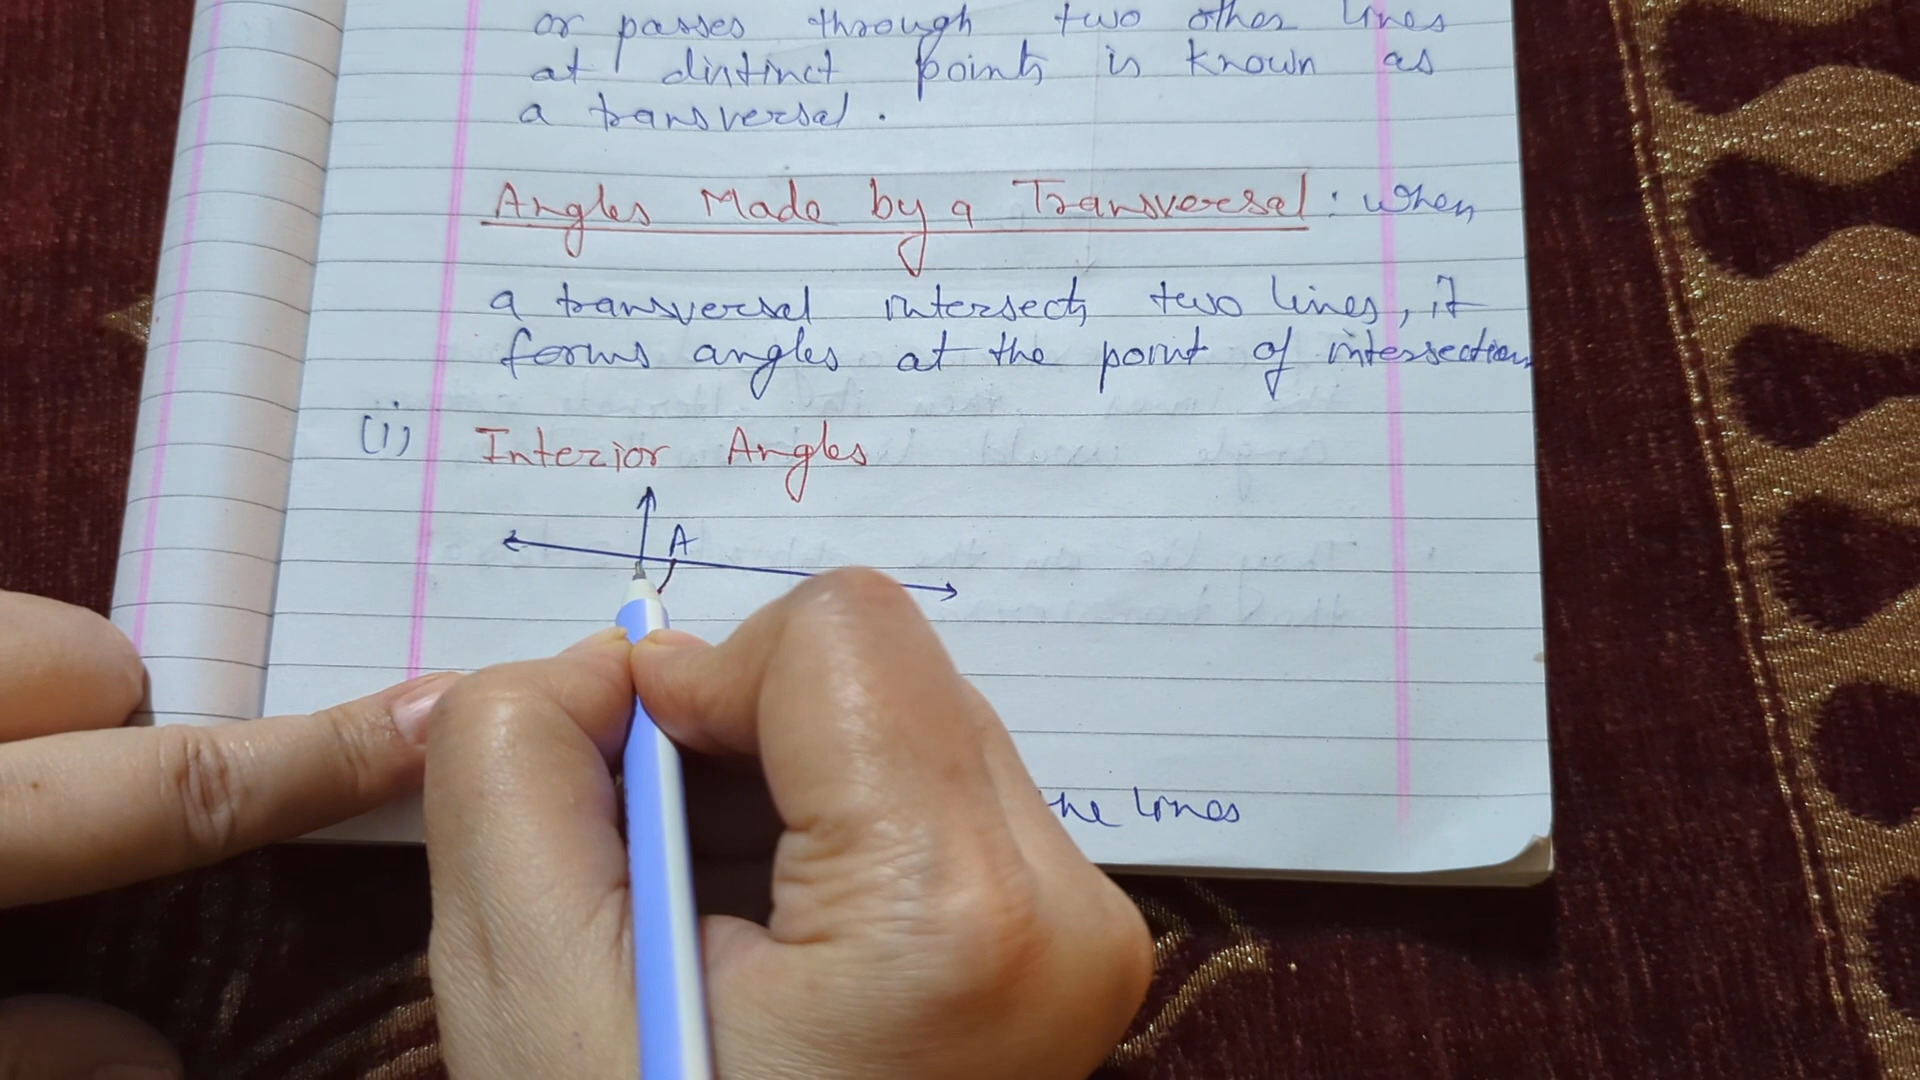 or passes through two other lines
at distinct points is known as
a transversal.
Angles Made by a Transversal: when
a transversal intersects two lines, it
forms angles at the point of intersection
(i) Interior Angles
A
the lines